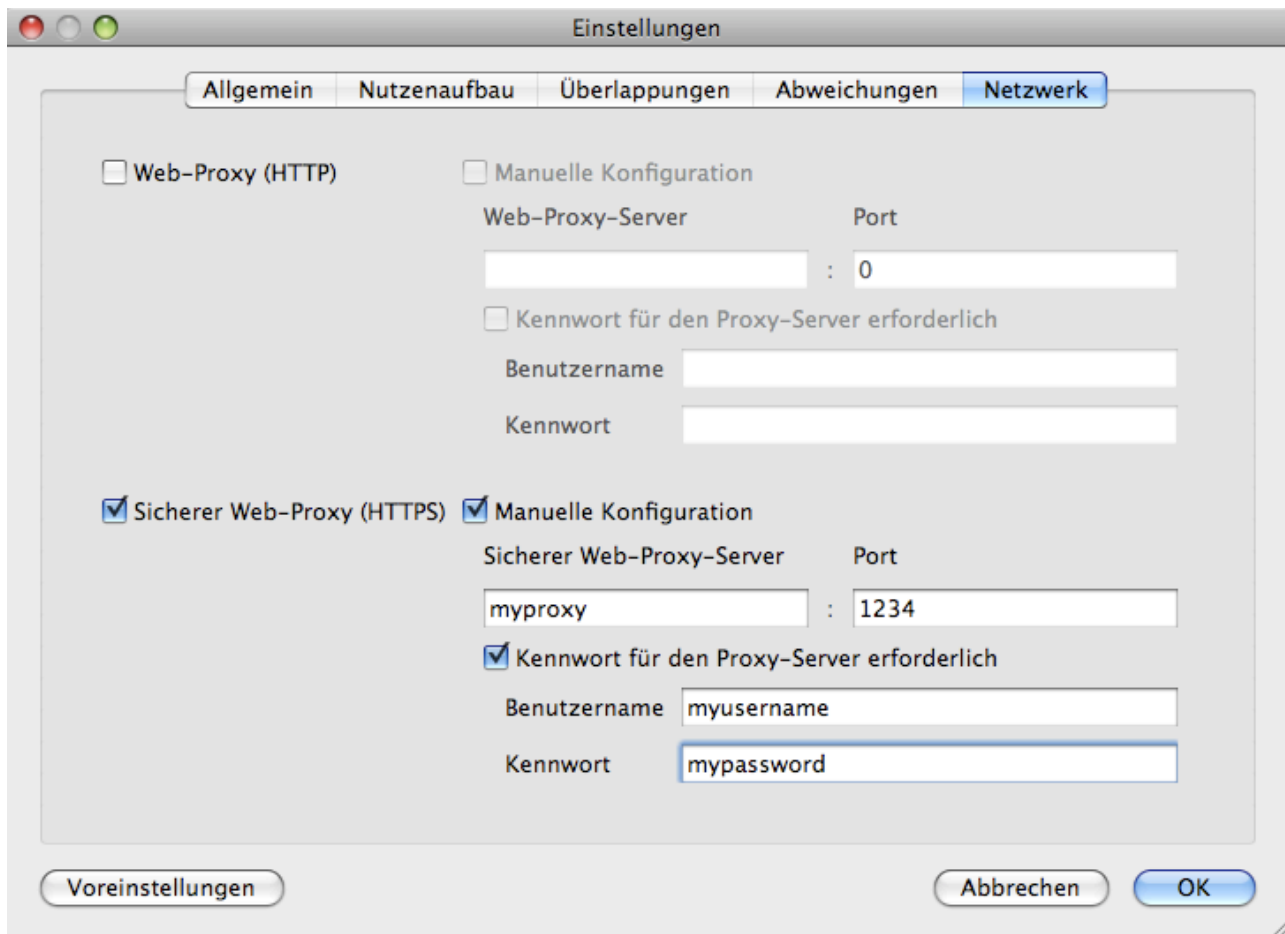 Einstellungen
Allgemein Nutzenaufbau Überlappungen Abweichungen Netzwerk
Web-Proxy (HTTP) Manuelle Konfiguration
Web-Proxy-Server Port
: 0
Kennwort für den Proxy-Server erforderlich
Benutzername
Kennwort
Sicherer Web-Proxy (HTTPS) Manuelle Konfiguration
Sicherer Web-Proxy-Server Port
myproxy : 1234
Kennwort für den Proxy-Server erforderlich
Benutzername myusername
Kennwort mypassword
Voreinstellungen Abbrechen OK